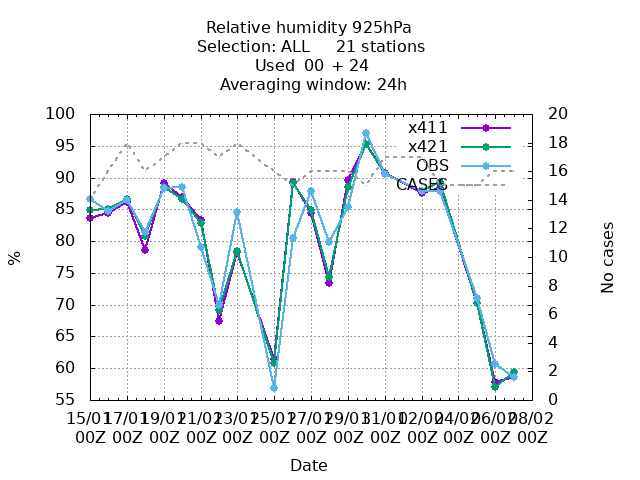 Relative humidity 925hPa
Selection: ALL 21 stations
Used 00 + 24
Averaging window: 24h
100
95
90
85
80
75
70
65
60
55
%
20
18
16
14
12
10
8
6
4
2
0
No cases
x411
x421
OBS
CASES
15/01 17/01 19/01 21/01 23/01 25/01 27/01 29/01 31/01 02/02 04/02 06/02 08/02
00Z 00Z 00Z 00Z 00Z 00Z 00Z 00Z 00Z 00Z 00Z 00Z 00Z
Date